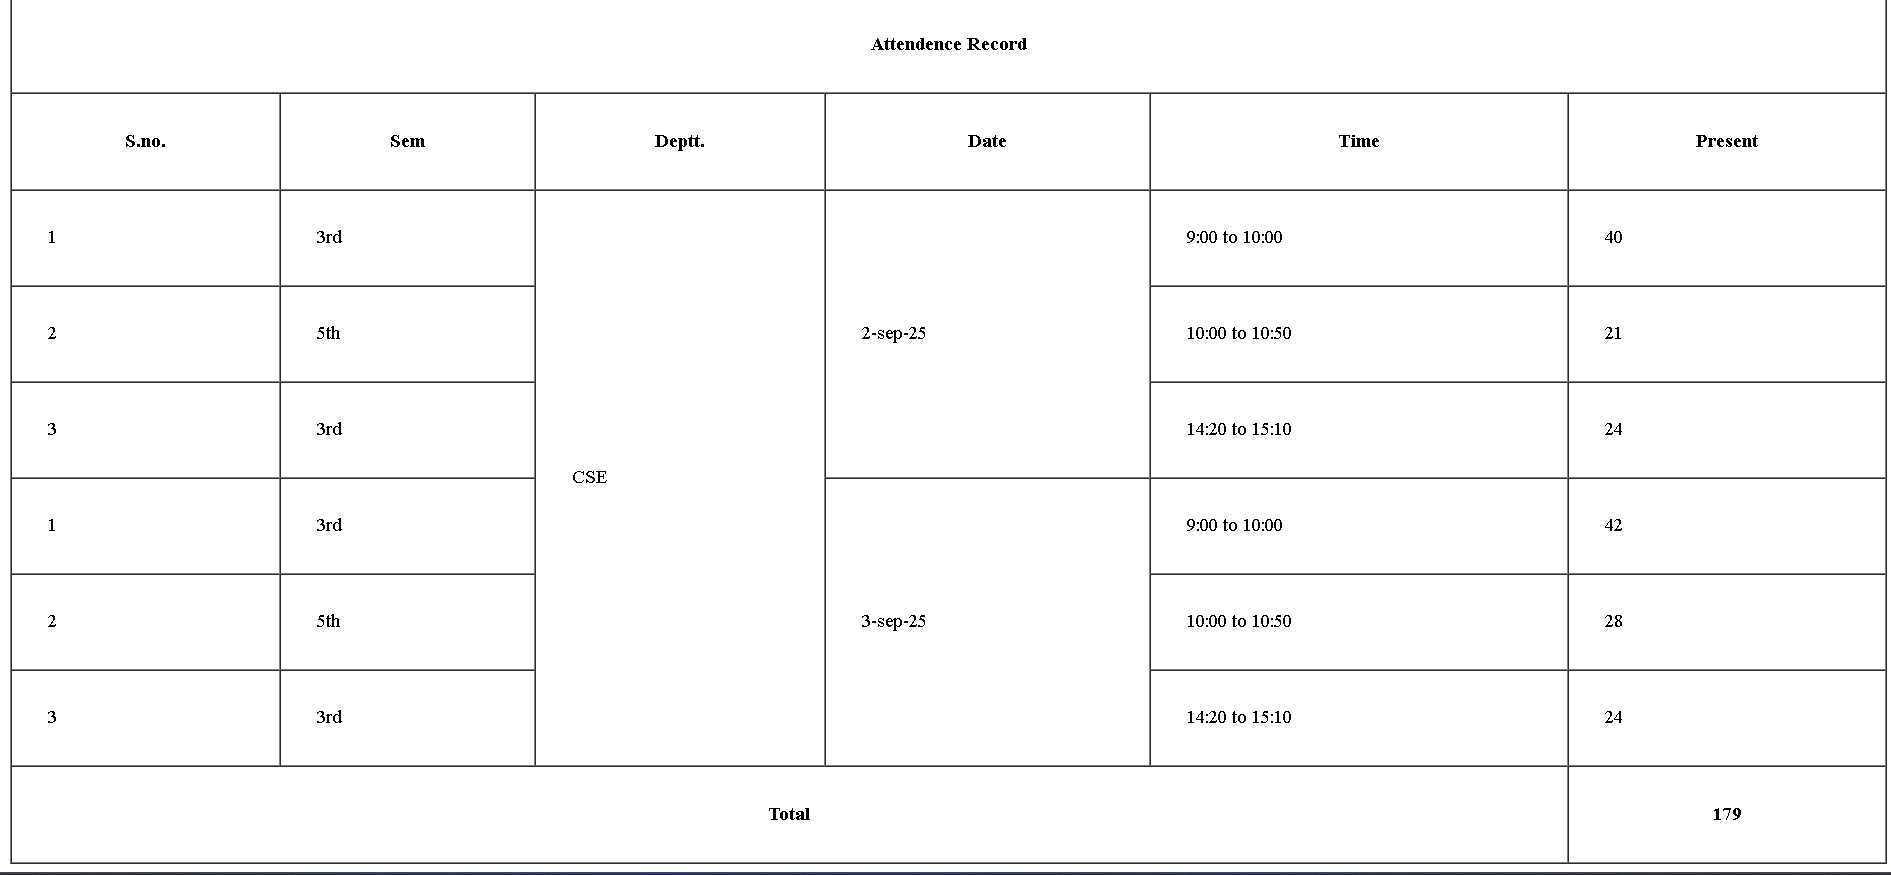 Attendence Record
S.no. Sem Deptt. Date Time Present
1 3rd 9:00 to 10:00 40
2 5th 2-sep-25 10:00 to 10:50 21
3 3rd 14:20 to 15:10 24
CSE
1 3rd 9:00 to 10:00 42
2 5th 3-sep-25 10:00 to 10:50 28
3 3rd 14:20 to 15:10 24
Total 179